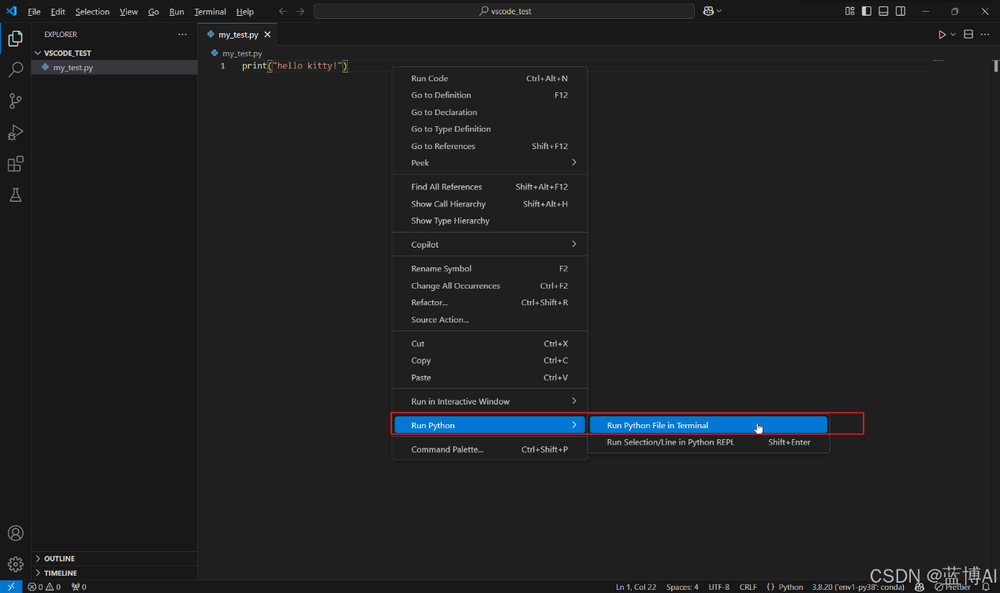 File Edit Selection View Go Run Terminal Help
vscode_test
EXPLORER
my_test.py
VSCODE_TEST
my_test.py
my_test.py
1 print("hello kitty!")
Run Code Ctrl+Alt+N
Go to Definition F12
Go to Declaration
Go to Type Definition
Go to References Shift+F12
Peek
Find All References Shift+Alt+F12
Show Call Hierarchy Shift+Alt+H
Show Type Hierarchy
Copilot
Rename Symbol F2
Change All Occurrences Ctrl+F2
Refactor... Ctrl+Shift+R
Source Action...
Cut Ctrl+X
Copy Ctrl+C
Paste Ctrl+V
Run in Interactive Window
Run Python
Run Python File in Terminal
Run Selection/Line in Python REPL Shift+Enter
Command Palette... Ctrl+Shift+P
OUTLINE
TIMELINE
CSDN @蓝博AI
0 0 0
Ln 1, Col 22 Spaces: 4 UTF-8 CRLF {} Python 3.8.20 ('env1-py38': conda) Prettier